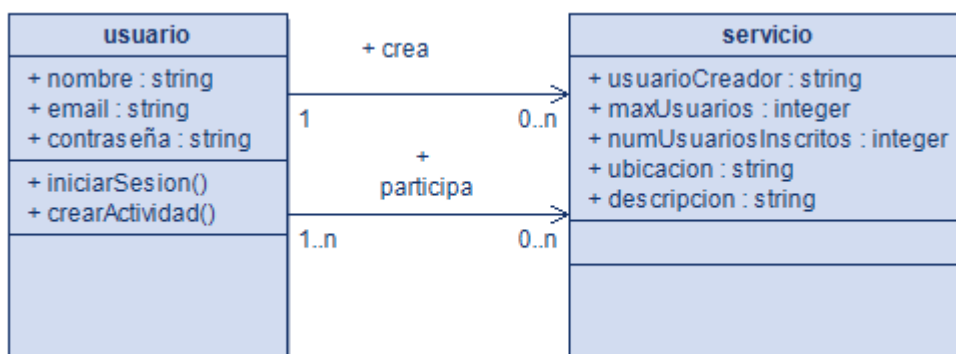 usuario
+ nombre : string
+ email : string
+ contraseña : string
+ iniciarSesion()
+ crearActividad()
+ crea
1
0..n
+
participa
1..n
0..n
servicio
+ usuarioCreador : string
+ maxUsuarios : integer
+ numUsuariosInscritos : integer
+ ubicacion : string
+ descripcion : string